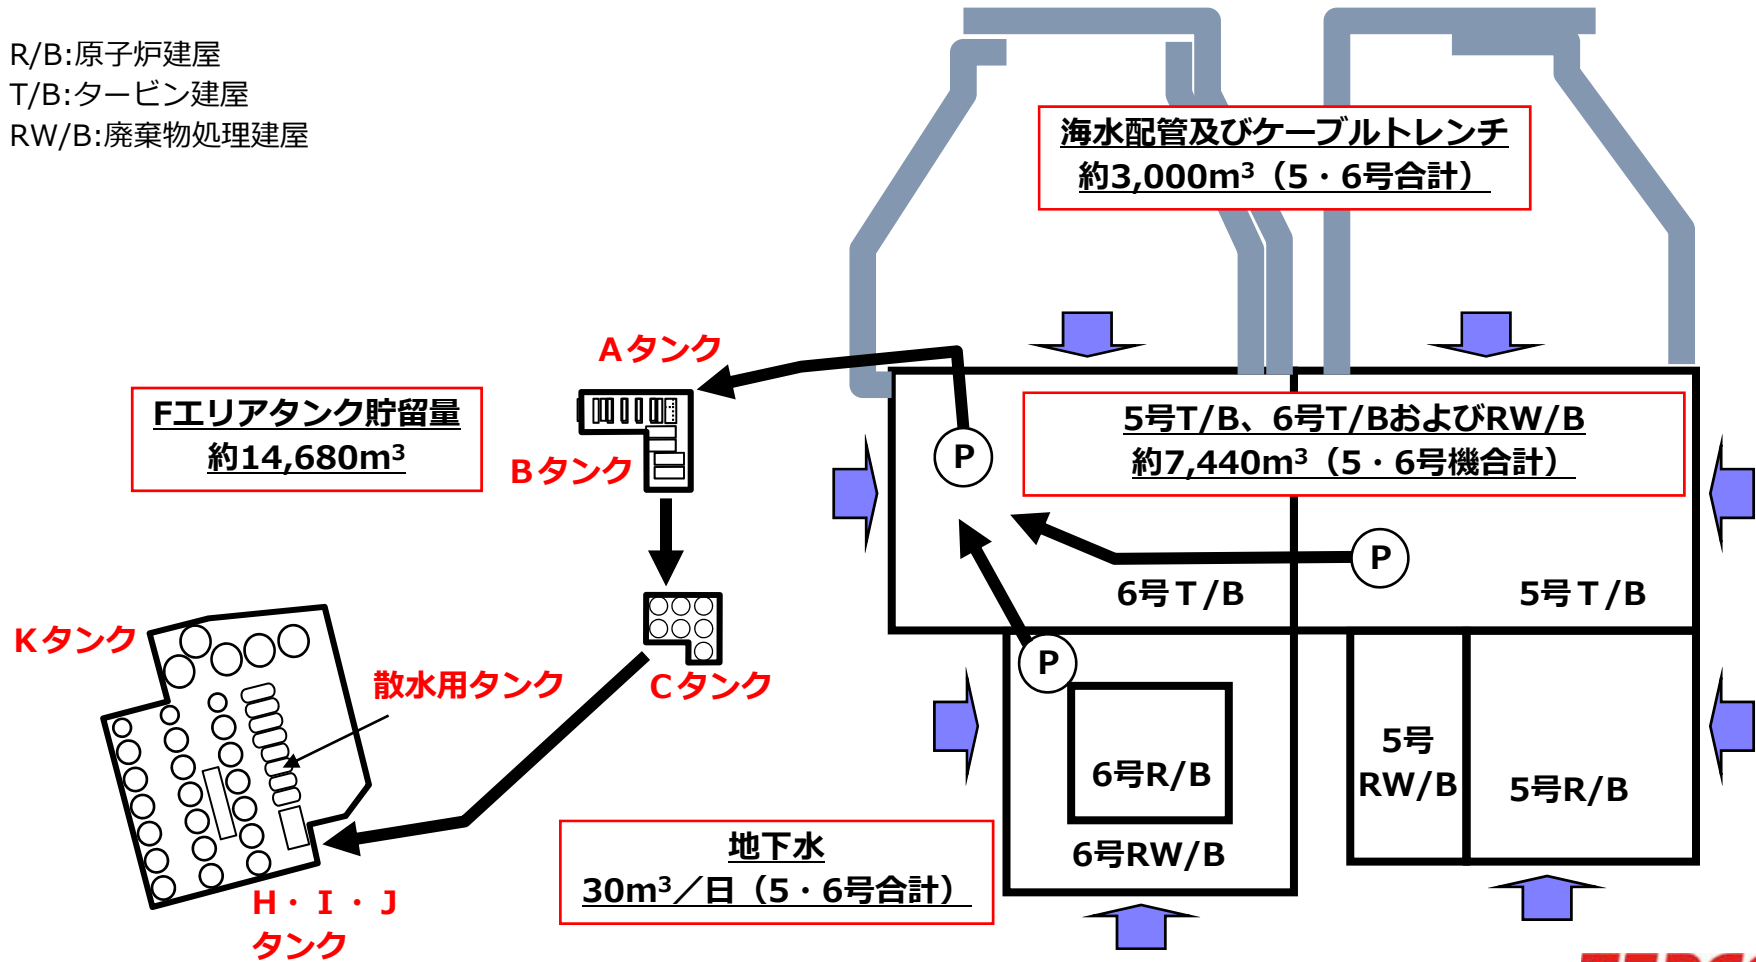 R/B:原子炉建屋
T/B:タービン建屋
RW/B:廃棄物処理建屋
海水配管及びケーブルトレンチ
約3,000m³（5・6号合計）
Aタンク
Fエリアタンク貯留量
約14,680m³
Bタンク
5号T/B、6号T/BおよびRW/B
約7,440m³（5・6号機合計）
P
P
6号T/B
5号T/B
Kタンク
散水用タンク
Cタンク
P
6号R/B
6号RW/B
5号
RW/B
5号R/B
地下水
30m³／日（5・6号合計）
H・I・J
タンク